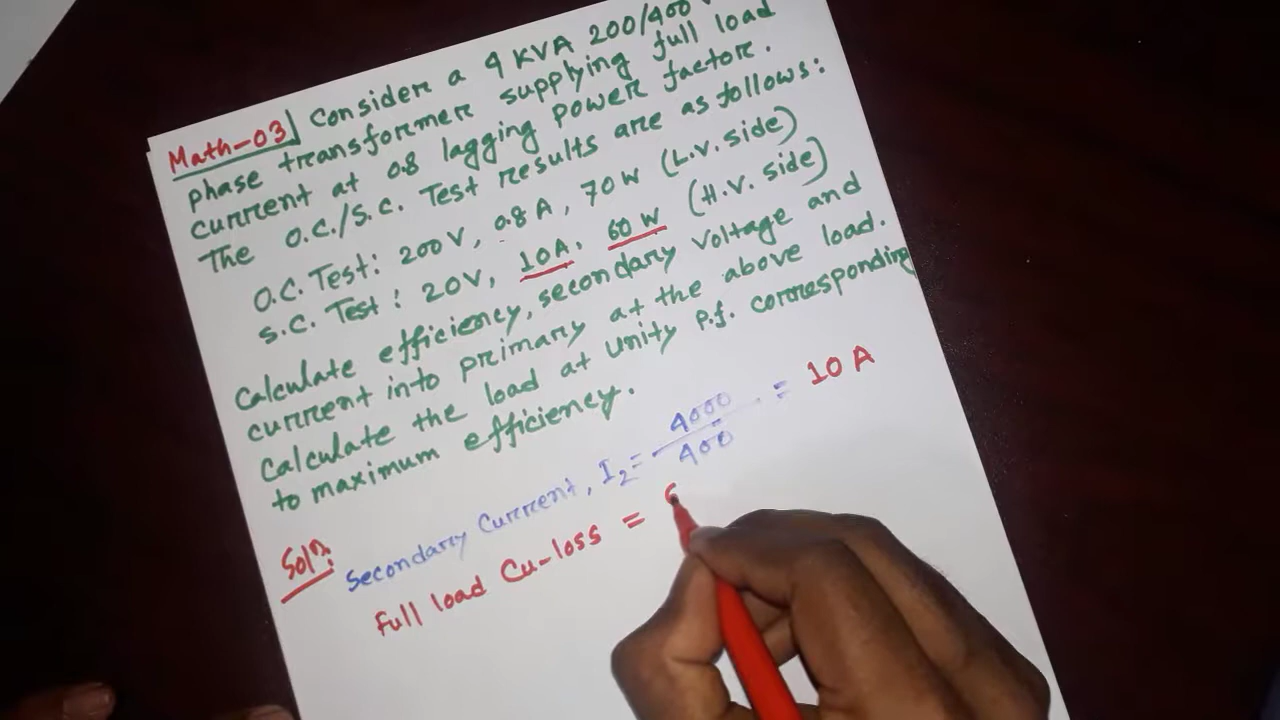 Math-03 Consider a 4 KVA 200/400
phase transformer supplying full load
current at 0.8 lagging power factor.
The O.C./S.C. Test results are as follows:
O.C. Test: 200V, 0.8A, 70W (L.V. side)
S.C. Test: 20V, 10A, 60W (H.V. side)
Calculate efficiency, secondary voltage and
current into primary at the above load.
Calculate the load at unity p.f. corresponding
to maximum efficiency.
Soln:
Secondary Current, I₂ = 4000/400 = 10 A
Full load Cu-loss =